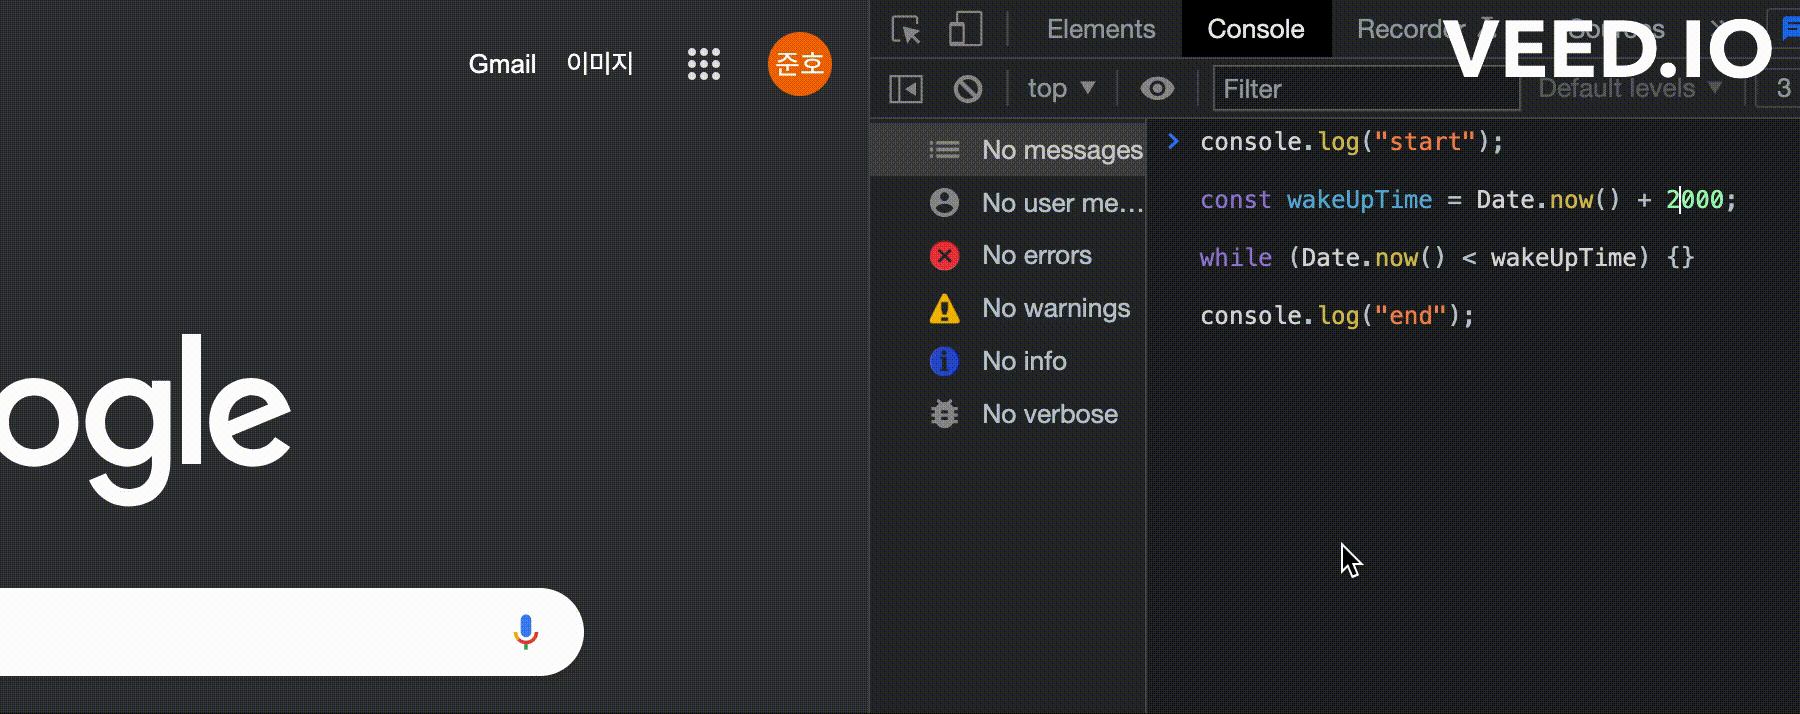 Gmail 이미지 준호
ogle
Elements Console Recorder Sources »
VEED.IO
top ▼ Filter Default levels ▼ 3
No messages
No user me…
No errors
No warnings
No info
No verbose
> console.log("start");
const wakeUpTime = Date.now() + 2000;
while (Date.now() < wakeUpTime) {}
console.log("end");